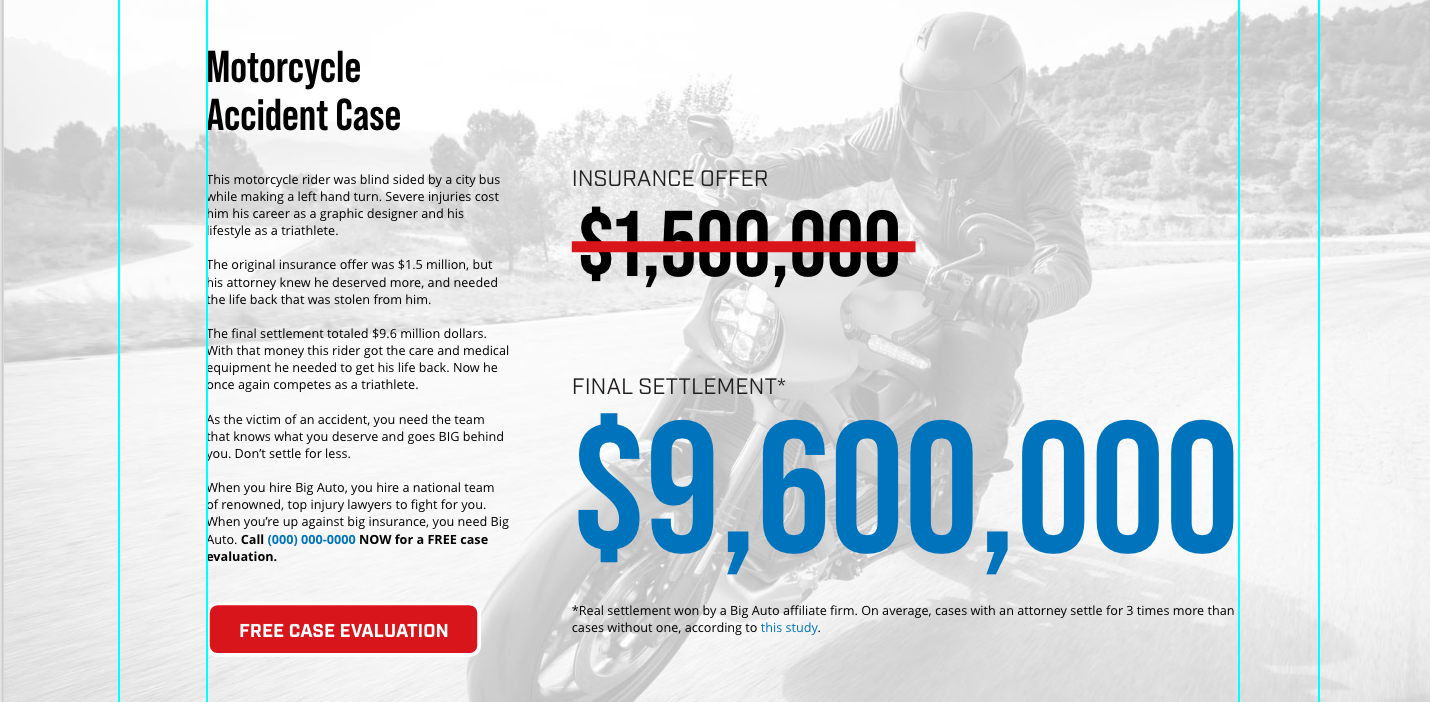 Motorcycle
Accident Case
This motorcycle rider was blind sided by a city bus
while making a left hand turn. Severe injuries cost
him his career as a graphic designer and his
lifestyle as a triathlete.
The original insurance offer was $1.5 million, but
his attorney knew he deserved more, and needed
the life back that was stolen from him.
The final settlement totaled $9.6 million dollars.
With that money this rider got the care and medical
equipment he needed to get his life back. Now he
once again competes as a triathlete.
As the victim of an accident, you need the team
that knows what you deserve and goes BIG behind
you. Don’t settle for less.
When you hire Big Auto, you hire a national team
of renowned, top injury lawyers to fight for you.
When you’re up against big insurance, you need Big
Auto. Call (000) 000-0000 NOW for a FREE case
evaluation.
FREE CASE EVALUATION
INSURANCE OFFER
$1,500,000
FINAL SETTLEMENT*
$9,600,000
*Real settlement won by a Big Auto affiliate firm. On average, cases with an attorney settle for 3 times more than
cases without one, according to this study.